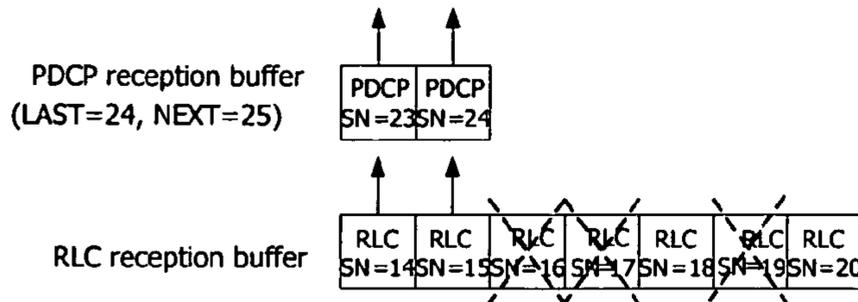 PDCP reception buffer
(LAST=24, NEXT=25)
PDCP PDCP
SN=23 SN=24
RLC reception buffer
RLC RLC RLC RLC RLC RLC RLC
SN=14 SN=15 SN=16 SN=17 SN=18 SN=19 SN=20